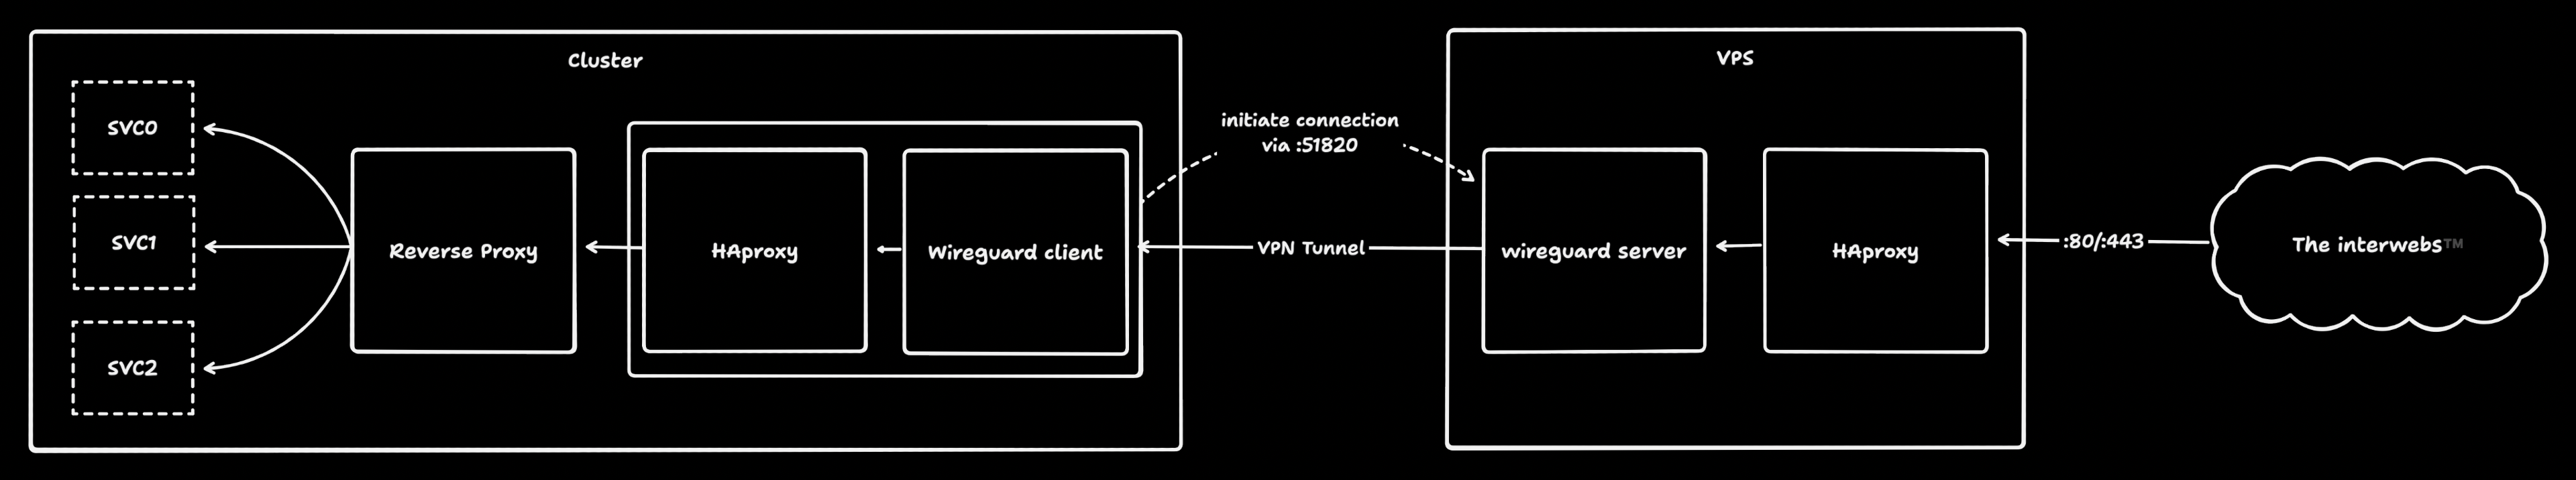 Cluster
VPS
SVC0
SVC1
SVC2
Reverse Proxy
HAproxy
Wireguard client
initiate connection
via :51820
VPN Tunnel
wireguard server
HAproxy
:80/:443
The interwebs™